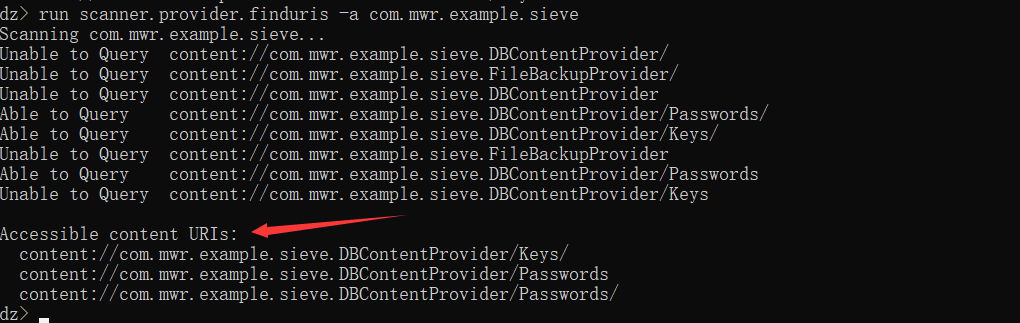 dz> run scanner.provider.finduris -a com.mwr.example.sieve
Scanning com.mwr.example.sieve...
Unable to Query  content://com.mwr.example.sieve.DBContentProvider/
Unable to Query  content://com.mwr.example.sieve.FileBackupProvider/
Unable to Query  content://com.mwr.example.sieve.DBContentProvider
Able to Query    content://com.mwr.example.sieve.DBContentProvider/Passwords/
Able to Query    content://com.mwr.example.sieve.DBContentProvider/Keys/
Unable to Query  content://com.mwr.example.sieve.FileBackupProvider
Able to Query    content://com.mwr.example.sieve.DBContentProvider/Passwords
Unable to Query  content://com.mwr.example.sieve.DBContentProvider/Keys
Accessible content URIs:
  content://com.mwr.example.sieve.DBContentProvider/Keys/
  content://com.mwr.example.sieve.DBContentProvider/Passwords
  content://com.mwr.example.sieve.DBContentProvider/Passwords/
dz>